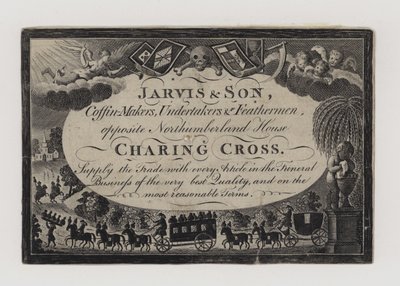 JARVIS & SON,
Coffin-Makers, Undertakers & Feathermen,
opposite Northumberland House
CHARING CROSS.
Supply the Trade with every Article in the Funeral
Business of the very best Quality, and on the
most reasonable Terms.